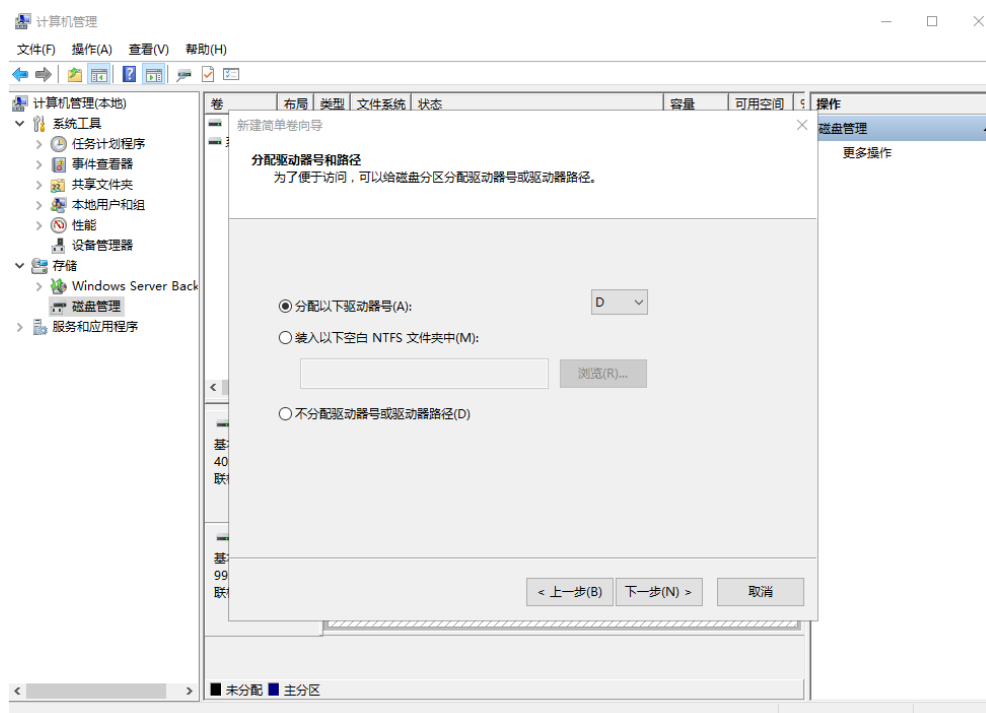 计算机管理
文件(F) 操作(A) 查看(V) 帮助(H)
计算机管理(本地)
系统工具
任务计划程序
事件查看器
共享文件夹
本地用户和组
性能
设备管理器
存储
Windows Server Back
磁盘管理
服务和应用程序
卷 布局 类型 文件系统 状态 容量 可用空间
操作
磁盘管理
更多操作
新建简单卷向导
分配驱动器号和路径
为了便于访问，可以给磁盘分区分配驱动器号或驱动器路径。
分配以下驱动器号(A): D
装入以下空白 NTFS 文件夹中(M):
浏览(R)...
不分配驱动器号或驱动器路径(D)
< 上一步(B) 下一步(N) > 取消
基
40
联
基
99
联
未分配 主分区